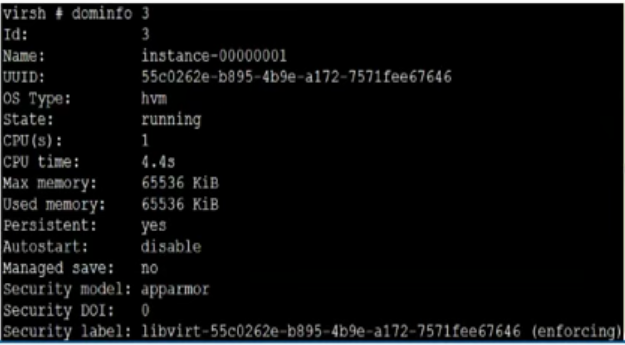 virsh # dominfo 3
Id: 3
Name: instance-00000001
UUID: 55c0262e-b895-4b9e-a172-7571fee67646
OS Type: hvm
State: running
CPU(s): 1
CPU time: 4.4s
Max memory: 65536 KiB
Used memory: 65536 KiB
Persistent: yes
Autostart: disable
Managed save: no
Security model: apparmor
Security DOI: 0
Security label: libvirt-55c0262e-b895-4b9e-a172-7571fee67646 (enforcing)